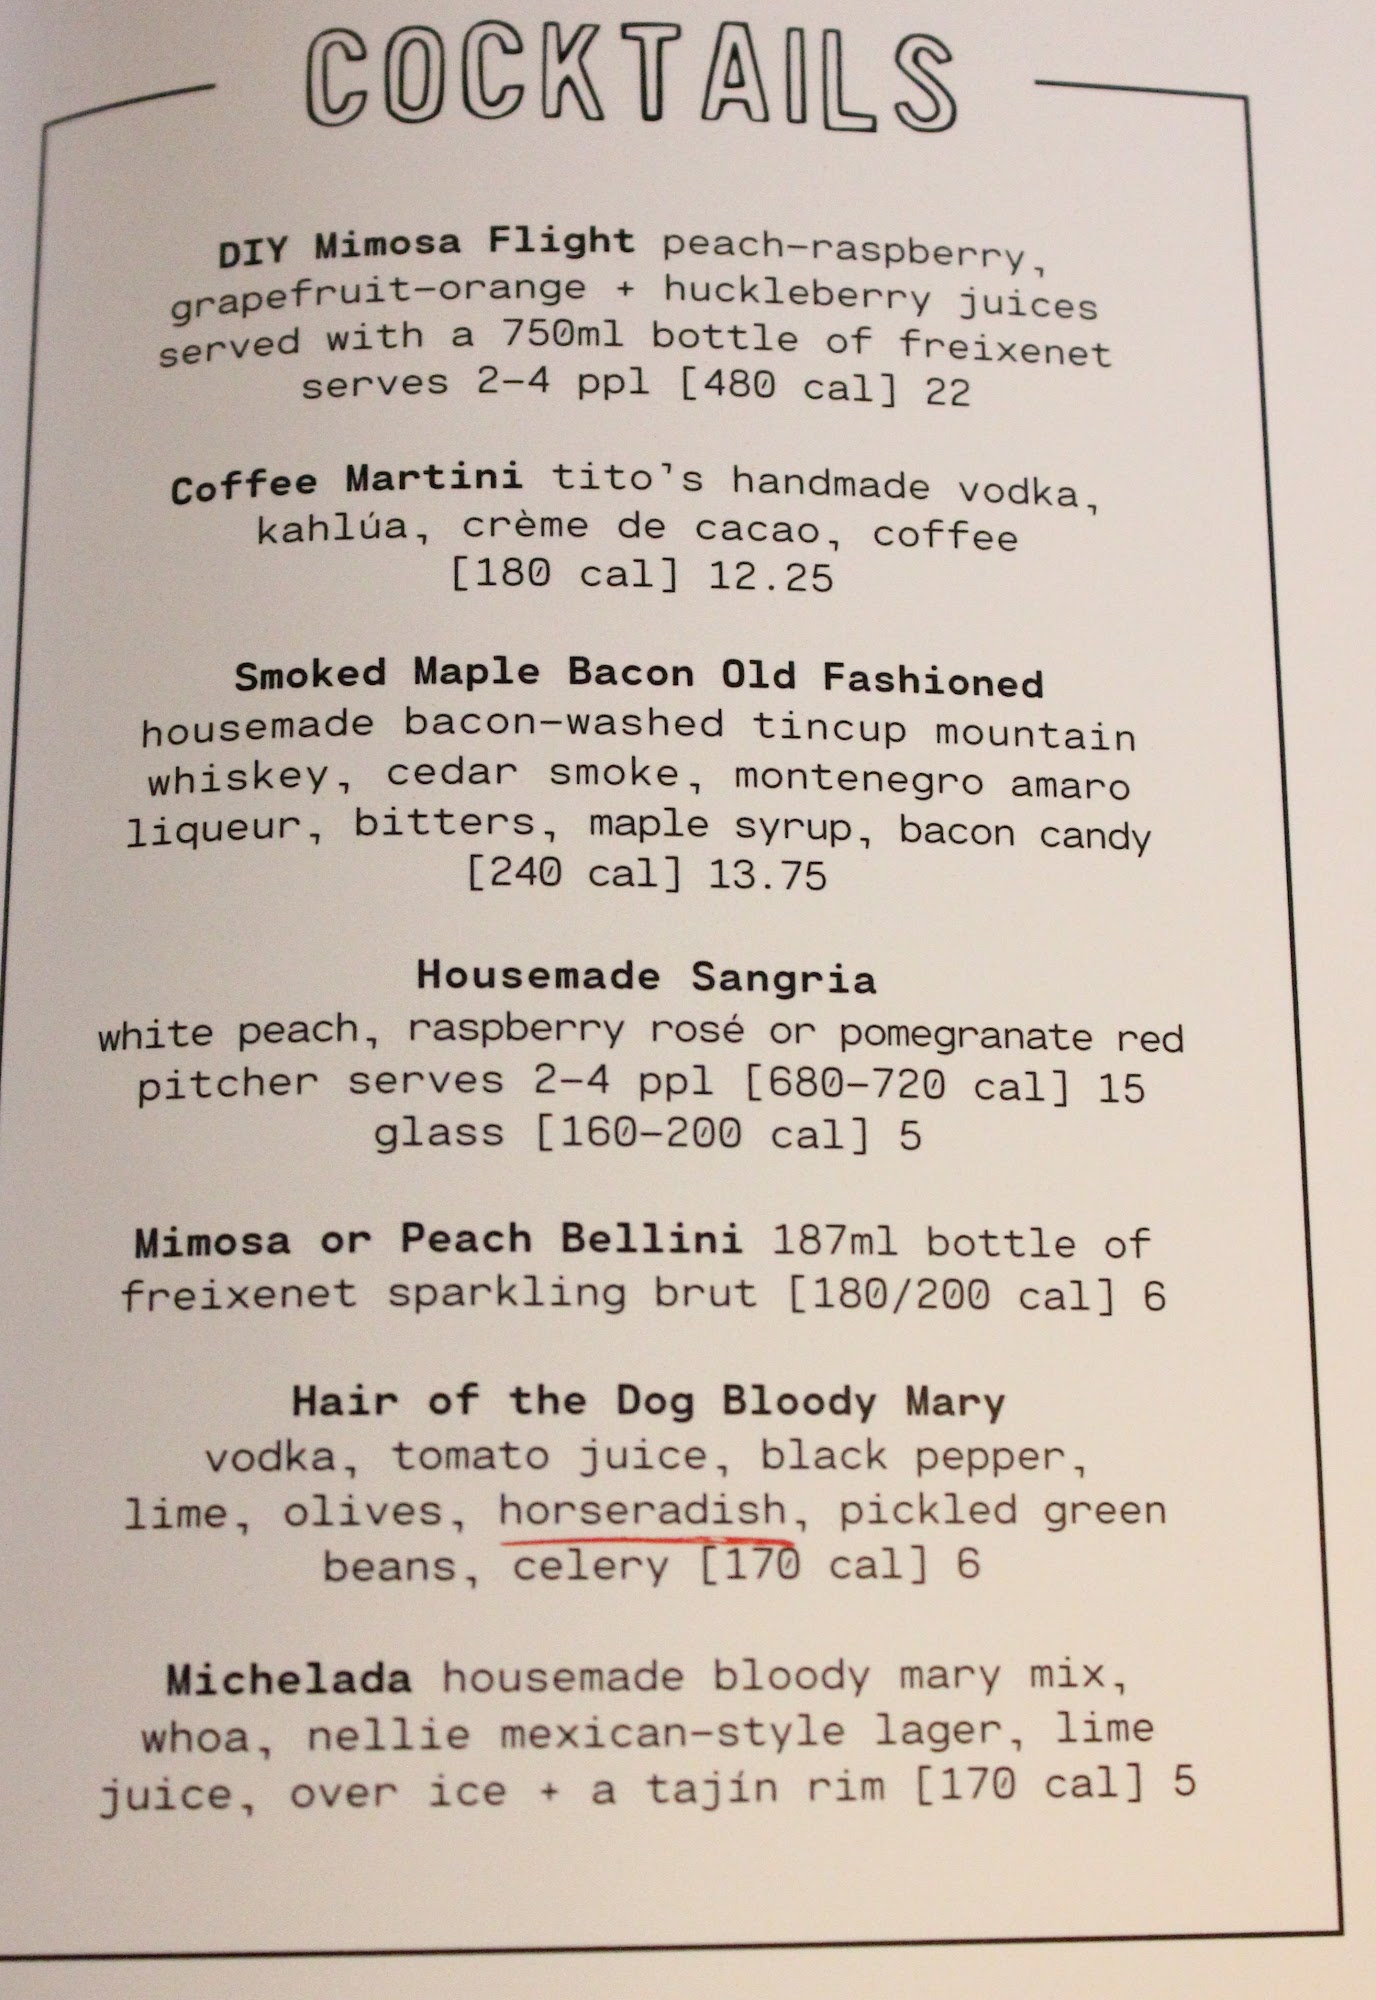 COCKTAILS
DIY Mimosa Flight peach-raspberry,
grapefruit-orange + huckleberry juices
served with a 750ml bottle of freixenet
serves 2-4 ppl [480 cal] 22
Coffee Martini tito's handmade vodka,
kahlúa, crème de cacao, coffee
[180 cal] 12.25
Smoked Maple Bacon Old Fashioned
housemade bacon-washed tincup mountain
whiskey, cedar smoke, montenegro amaro
liqueur, bitters, maple syrup, bacon candy
[240 cal] 13.75
Housemade Sangria
white peach, raspberry rosé or pomegranate red
pitcher serves 2-4 ppl [680-720 cal] 15
glass [160-200 cal] 5
Mimosa or Peach Bellini 187ml bottle of
freixenet sparkling brut [180/200 cal] 6
Hair of the Dog Bloody Mary
vodka, tomato juice, black pepper,
lime, olives, horseradish, pickled green
beans, celery [170 cal] 6
Michelada housemade bloody mary mix,
whoa, nellie mexican-style lager, lime
juice, over ice + a tajín rim [170 cal] 5